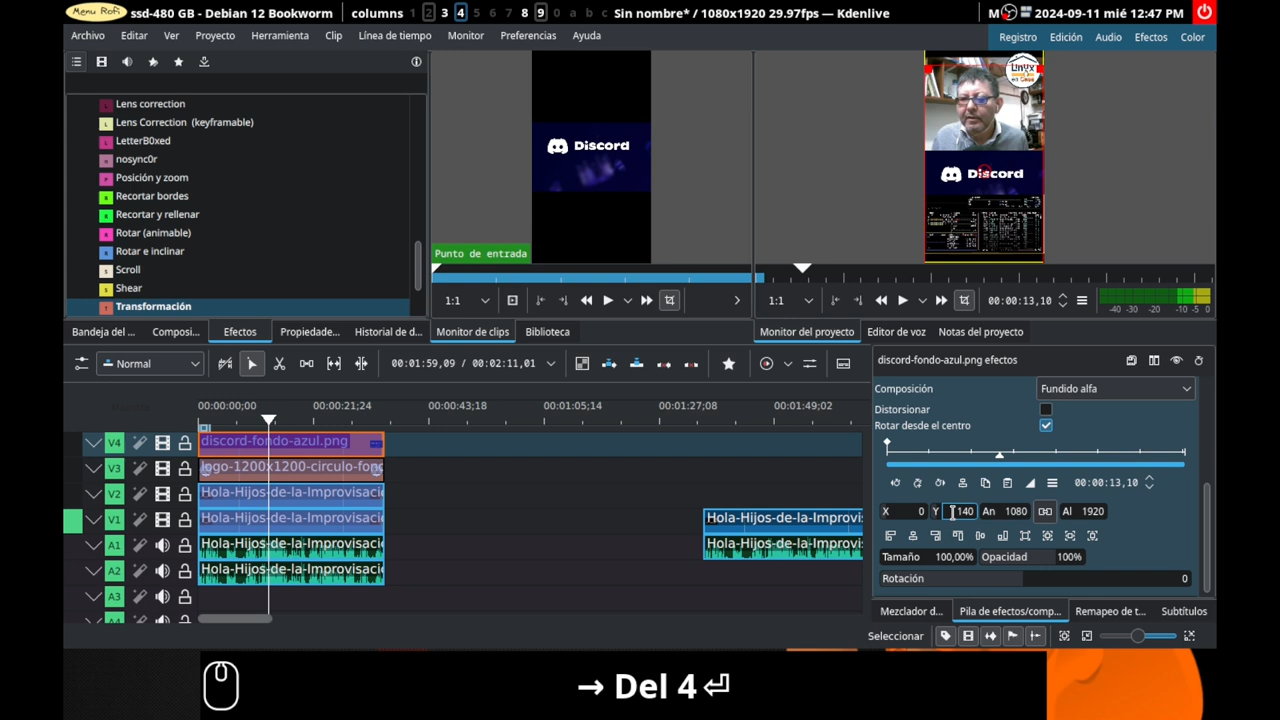 Menu Rofi ssd-480 GB - Debian 12 Bookworm columns 1 2 3 4 5 6 7 8 9 0 a b c Sin nombre* / 1080x1920 29.97fps — Kdenlive M 2024-09-11 mié 12:47 PM
Archivo Editar Ver Proyecto Herramienta Clip Línea de tiempo Monitor Preferencias Ayuda Registro Edición Audio Efectos Color
Lens correction
Lens Correction (keyframable)
LetterB0xed
nosync0r
Posición y zoom
Recortar bordes
Recortar y rellenar
Rotar (animable)
Rotar e inclinar
Scroll
Shear
Transformación
Discord
Punto de entrada
Linux
en Casa
Discord
1:1
1:1 00:00:13,10
-40 -30 -20 -10 -5 0
Bandeja del ... Composi... Efectos Propiedade... Historial de d... Monitor de clips Biblioteca Monitor del proyecto Editor de voz Notas del proyecto
Normal 00:01:59,09 / 00:02:11,01
00:00:00,00 00:00:21,24 00:00:43,18 00:01:05,14 00:01:27,08 00:01:49,02
V4 discord-fondo-azul.png
V3 logo-1200x1200-circulo-fon
V2 Hola-Hijos-de-la-Improvisaci
V1 Hola-Hijos-de-la-Improvisaci Hola-Hijos-de-la-Improvi
A1 Hola-Hijos-de-la-Improvisaci Hola-Hijos-de-la-Improvi
A2 Hola-Hijos-de-la-Improvisaci
A3
discord-fondo-azul.png efectos
Composición Fundido alfa
Distorsionar
Rotar desde el centro
00:00:13,10
X 0 Y 140 An 1080 Al 1920
Tamaño 100,00% Opacidad 100%
Rotación 0
Mezclador d... Pila de efectos/comp... Remapeo de t... Subtítulos
Seleccionar
→ Del 4⏎